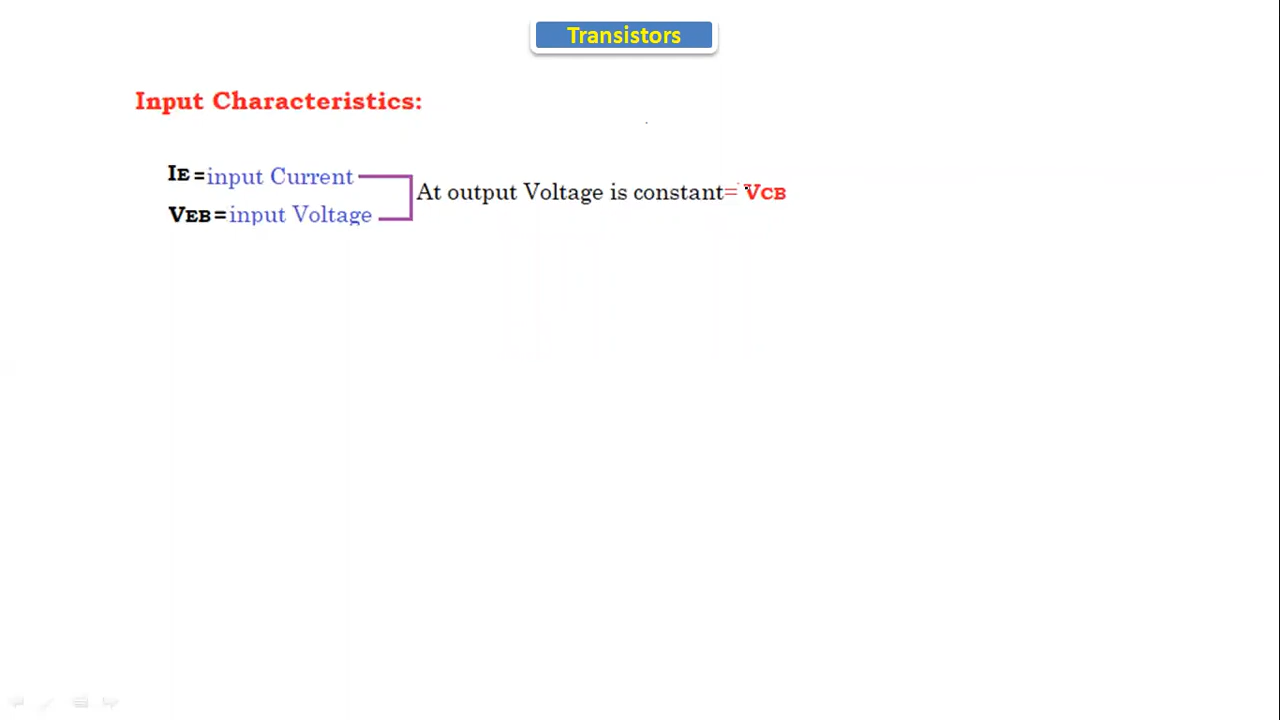 Transistors
Input Characteristics:
IE =input Current
At output Voltage is constant= VCB
VEB =input Voltage